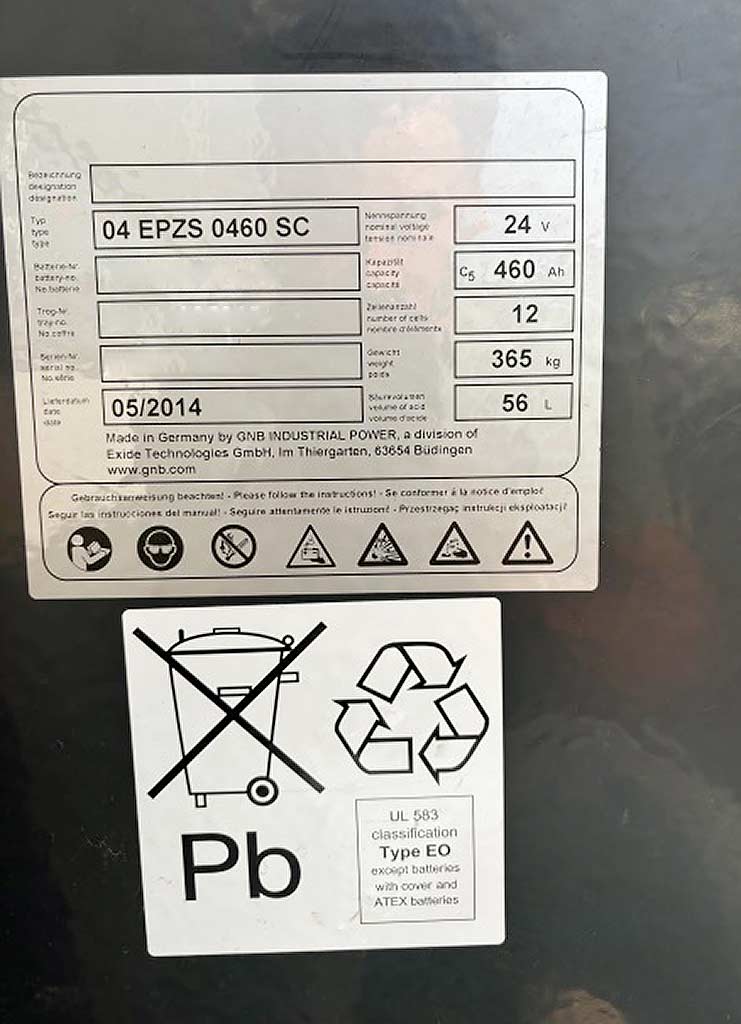 Bezeichnung
designation
designation
Typ
type
type
04 EPZS 0460 SC
Nennspannung
nominal voltage
tension nominale
24 V
Batterie-Nr.
battery-no.
No.batterie
Kapazität
capacity
capacité
C5 460 Ah
Trog-Nr.
tray-no.
No.coffre
Zellenanzahl
number of cells
nombre d'éléments
12
Serien-Nr.
serial no.
No.série
Gewicht
weight
poids
365 kg
Lieferdatum
date
date
05/2014
Säurevolumen
volume of acid
volume d'acide
56 L
Made in Germany by GNB INDUSTRIAL POWER, a division of
Exide Technologies GmbH, Im Thiergarten, 63654 Büdingen
www.gnb.com
Gebrauchsanweisung beachten! - Please follow the instructions! - Se conformer à la notice d'emploi!
Seguir las instrucciones del manual! - Seguire attentamente le istruzioni! - Przestrzegać instrukcji eksploatacji!
Pb
UL 583
classification
Type EO
except batteries
with cover and
ATEX batteries